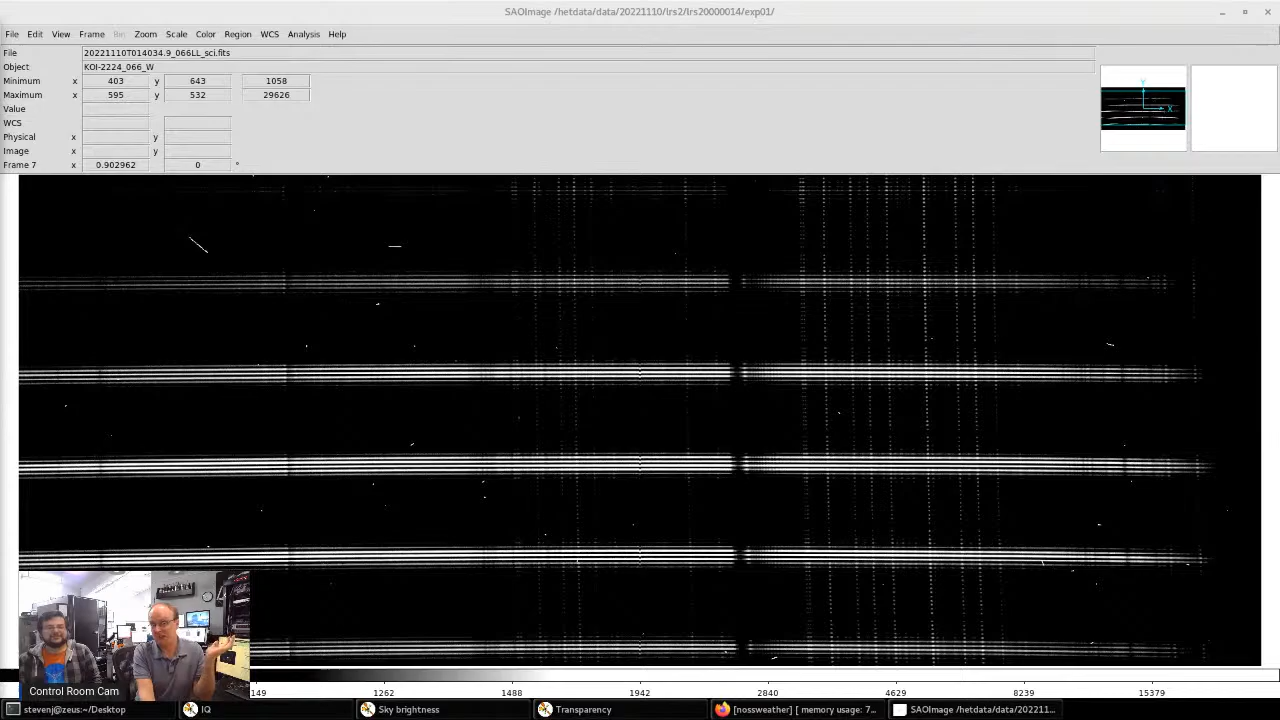 SAOImage /hetdata/data/20221110/lrs2/lrs20000014/exp01/
File Edit View Frame Bin Zoom Scale Color Region WCS Analysis Help
File 20221110T014034.9_066LL_sci.fits
Object KOI-2224_066_W
Minimum x 403 y 643 1058
Maximum x 595 y 532 29626
Value
WCS
Physical x y
Image x y
Frame 7 x 0.902962 0 °
Y
X
Control Room Cam
149 1262 1488 1942 2840 4629 8239 15379
stevenj@zeus:~/Desktop IQ Sky brightness Transparency [nossweather] [ memory usage: 7... SAOImage /hetdata/data/202211...